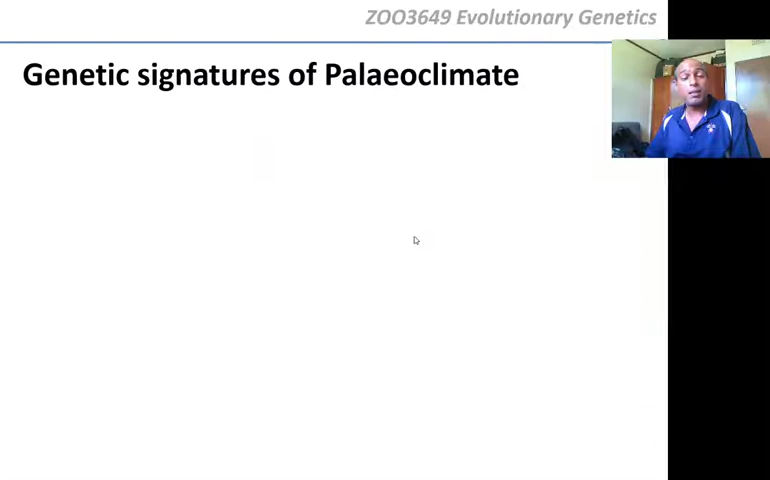 ZOO3649 Evolutionary Genetics
Genetic signatures of Palaeoclimate